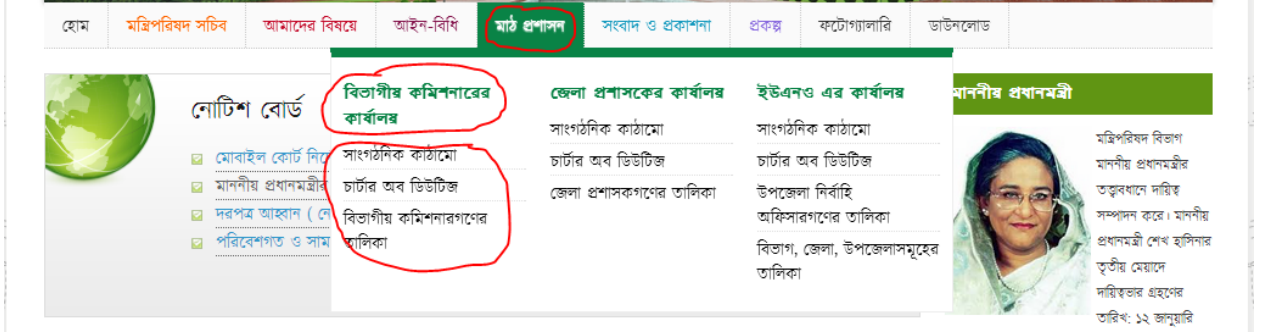 হোম মন্ত্রিপরিষদ সচিব আমাদের বিষয়ে আইন-বিধি মাঠ প্রশাসন সংবাদ ও প্রকাশনা প্রকল্প ফটোগ্যালারি ডাউনলোড
নোটিশ বোর্ড
মোবাইল কোর্ট
মাননীয় প্রধানমন্ত্রীর
দরপত্র আহ্বান (
পরিবেশগত ও
বিভাগীয় কমিশনারের
কার্যালয়
সাংগঠনিক কাঠামো
চার্টার অব ডিউটিজ
বিভাগীয় কমিশনারগণের
তালিকা
জেলা প্রশাসকের কার্যালয়
সাংগঠনিক কাঠামো
চার্টার অব ডিউটিজ
জেলা প্রশাসকগণের তালিকা
ইউএনও এর কার্যালয়
সাংগঠনিক কাঠামো
চার্টার অব ডিউটিজ
উপজেলা নির্বাহি
অফিসারগণের তালিকা
বিভাগ, জেলা, উপজেলাসমূহের
তালিকা
মাননীয় প্রধানমন্ত্রী
মন্ত্রিপরিষদ বিভাগ
মাননীয় প্রধানমন্ত্রীর
তত্ত্বাবধানে দায়িত্ব
সম্পাদন করে। মাননীয়
প্রধানমন্ত্রী শেখ হাসিনার
তৃতীয় মেয়াদে
দায়িত্বভার গ্রহণের
তারিখ: ১২ জানুয়ারি